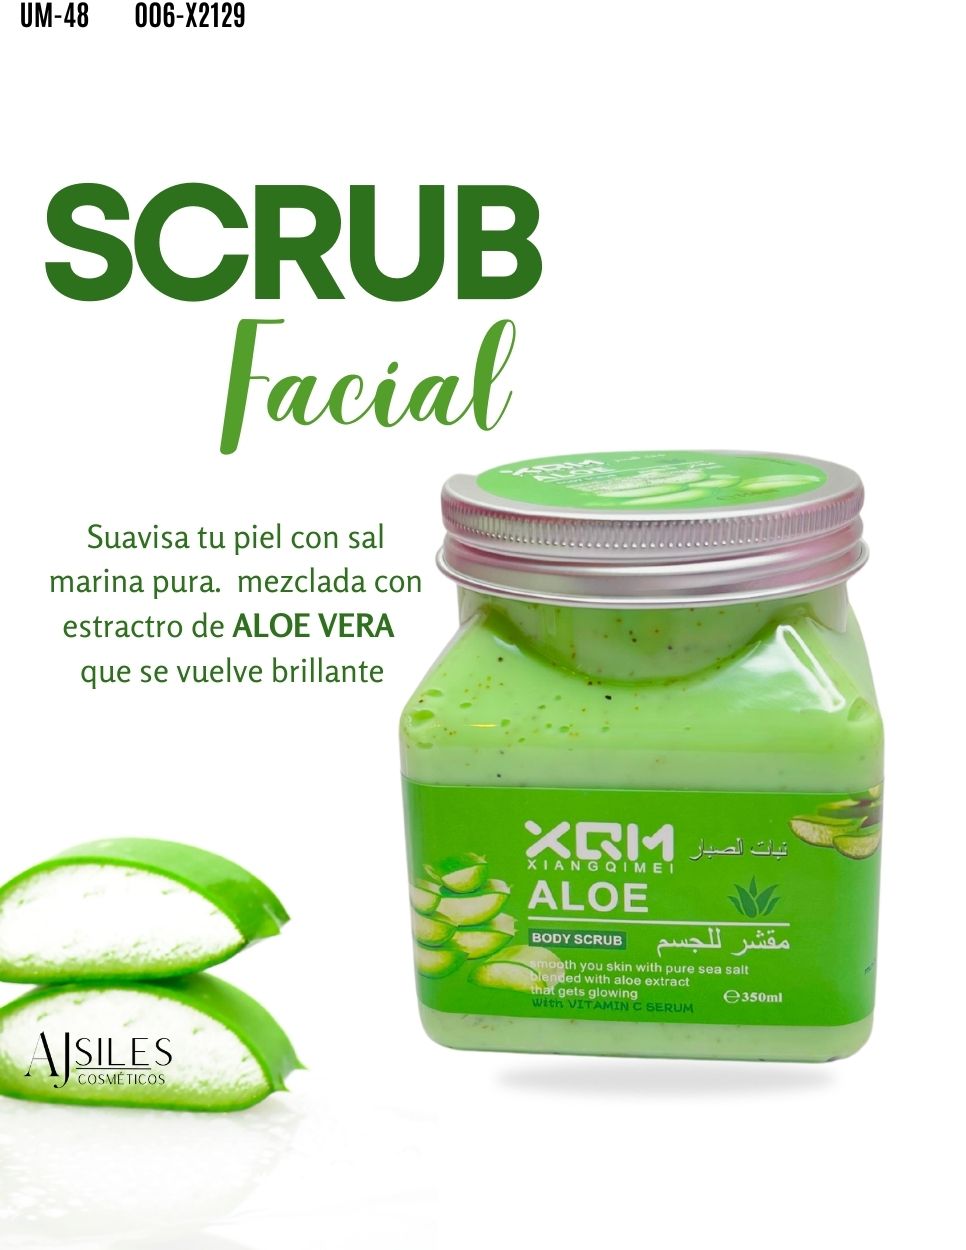 UM-48 006-X2129
SCRUB
Facial
Suavisa tu piel con sal
marina pura. mezclada con
estractro de ALOE VERA
que se vuelve brillante
XQM
ALOE
XQM
XIANGQIMEI
نبات الصبار
ALOE
BODY SCRUB
مقشر للجسم
smooth you skin with pure sea salt
blended with aloe extract
that gets glowing
With VITAMIN C SERUM
℮350ml
AJSILES
COSMÉTICOS